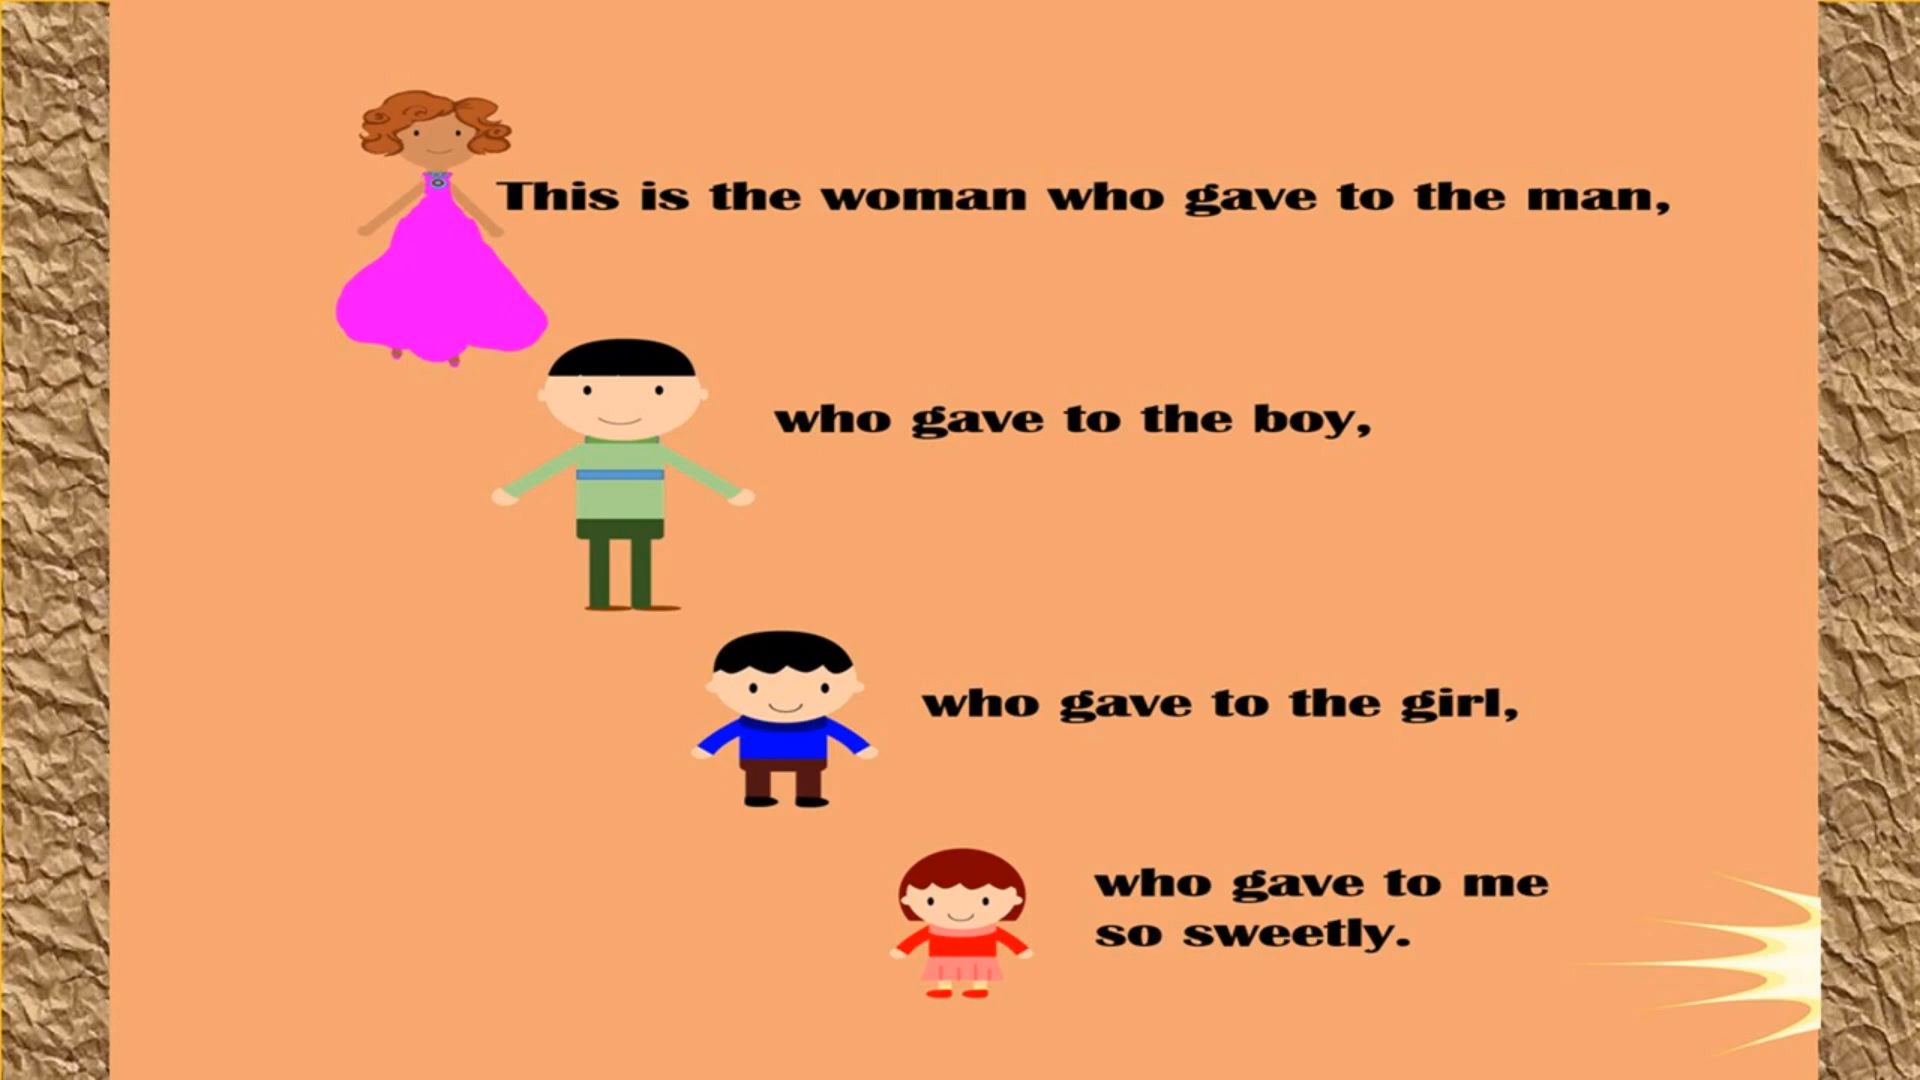 This is the woman who gave to the man,
who gave to the boy,
who gave to the girl,
who gave to me
so sweetly.